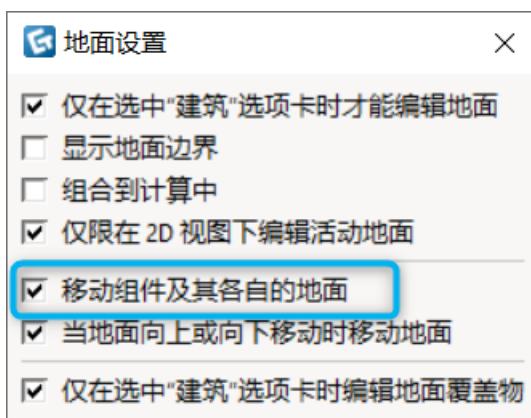 地面设置
仅在选中"建筑"选项卡时才能编辑地面
显示地面边界
组合到计算中
仅限在 2D 视图下编辑活动地面
移动组件及其各自的地面
当地面向上或向下移动时移动地面
仅在选中"建筑"选项卡时编辑地面覆盖物